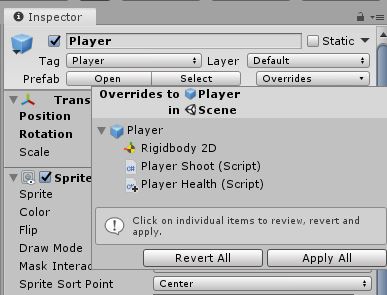 Inspector
Player
Static
Tag Player Layer Default
Prefab Open Select Overrides
Trans
Overrides to Player
in Scene
Position
Rotation
Scale
Player
Rigidbody 2D
Player Shoot (Script)
Player Health (Script)
Sprite
Sprite
Color
Flip
Draw Mode
Mask Interac
Click on individual items to review, revert and
apply.
Revert All Apply All
Sprite Sort Point Center